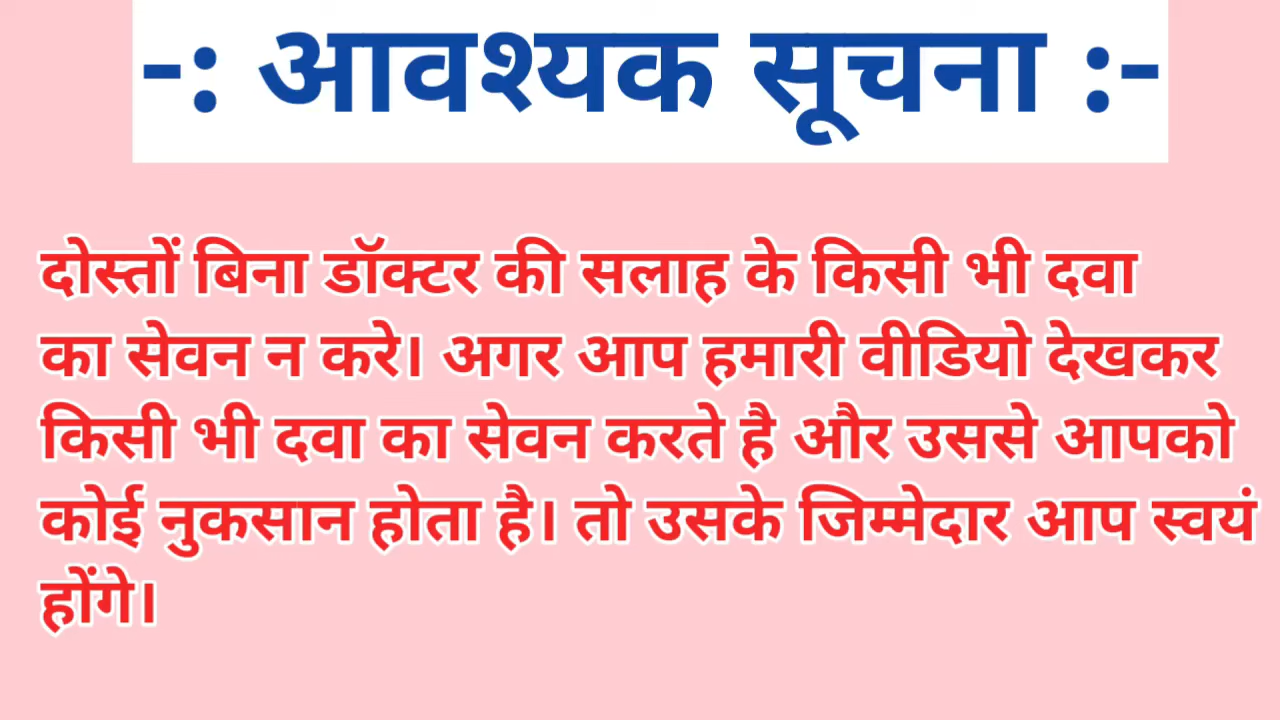 -: आवश्यक सूचना :-
दोस्तों बिना डॉक्टर की सलाह के किसी भी दवा
का सेवन न करे। अगर आप हमारी वीडियो देखकर
किसी भी दवा का सेवन करते है और उससे आपको
कोई नुकसान होता है। तो उसके जिम्मेदार आप स्वयं
होंगे।